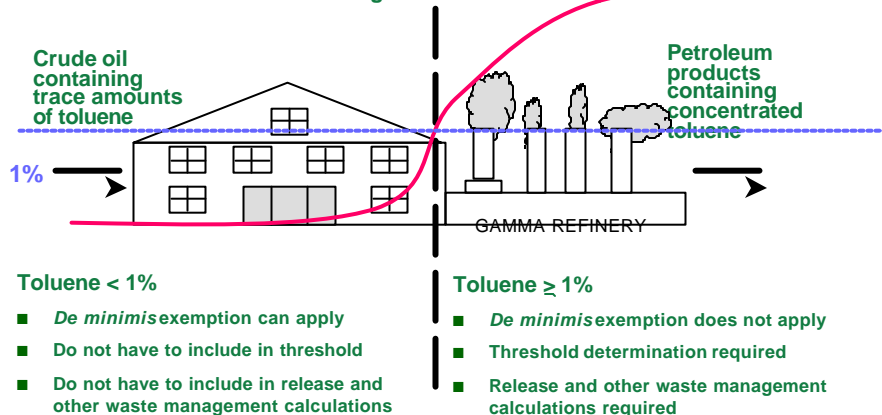 Crude oil
containing
trace amounts
of toluene
Petroleum
products
containing
concentrated
toluene
1%
GAMMA REFINERY
Toluene < 1%
■ De minimis exemption can apply
■ Do not have to include in threshold
■ Do not have to include in release and
other waste management calculations
Toluene ≥ 1%
■ De minimis exemption does not apply
■ Threshold determination required
■ Release and other waste management
calculations required